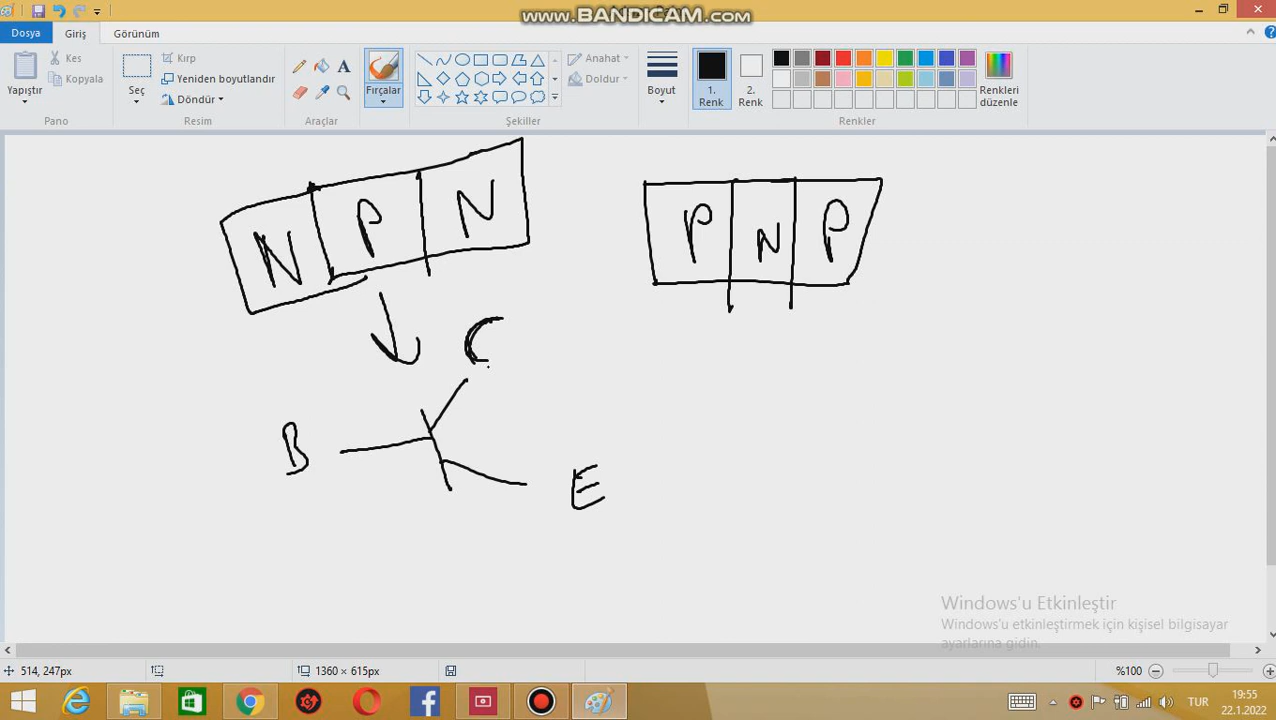 www.BANDICAM.com
Dosya
Giriş
Görünüm
Yapıştır
Kes
Kopyala
Pano
Seç
Kırp
Yeniden boyutlandır
Döndür
Resim
Araçlar
Fırçalar
Şekiller
Anahat
Doldur
Boyut
1. Renk
2. Renk
Renkleri düzenle
Renkler
N P N
P N P
C
B
E
Windows'u Etkinleştir
Windows'u etkinleştirmek için kişisel bilgisayar
ayarlarına gidin.
514, 247px
1360 × 615px
%100
TUR
19:55
22.1.2022